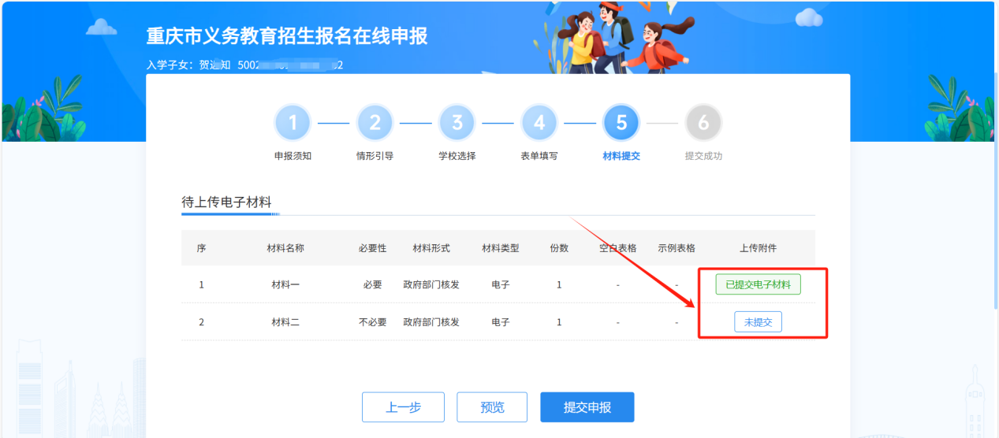 重庆市义务教育招生报名在线申报
入学子女：贺 知 5002 2
1 2 3 4 5 6
申报须知 情形引导 学校选择 表单填写 材料提交 提交成功
待上传电子材料
序 材料名称 必要性 材料形式 材料类型 份数 空白表格 示例表格 上传附件
1 材料一 必要 政府部门核发 电子 1 - - 已提交电子材料
2 材料二 不必要 政府部门核发 电子 1 - - 未提交
上一步 预览 提交申报